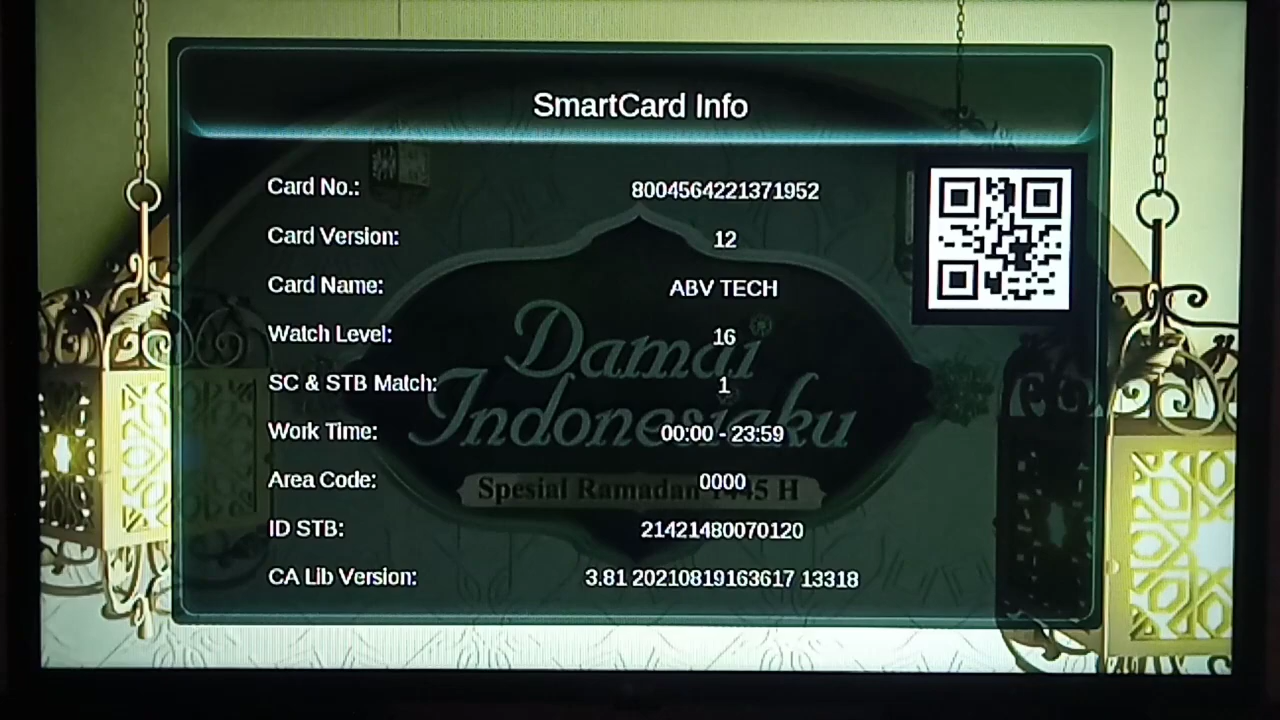 SmartCard Info
Card No.: 8004564221371952
Card Version: 12
Card Name: ABV TECH
Watch Level: 16
SC & STB Match: 1
Work Time: 00:00 - 23:59
Area Code: 0000
ID STB: 21421480070120
CA Lib Version: 3.81 20210819163617 13318
Damai
Indonesiaku
Spesial Ramadan 1445 H